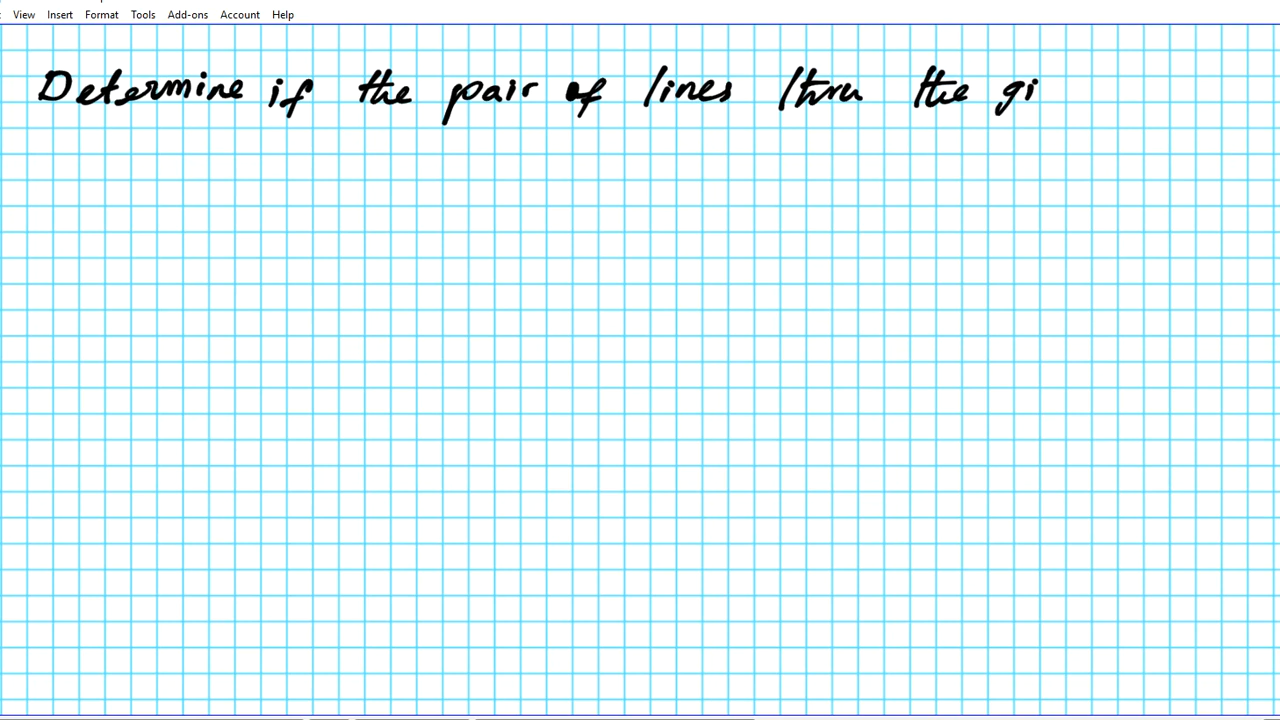 View Insert Format Tools Add-ons Account Help
Determine if the pair of lines thru the gi